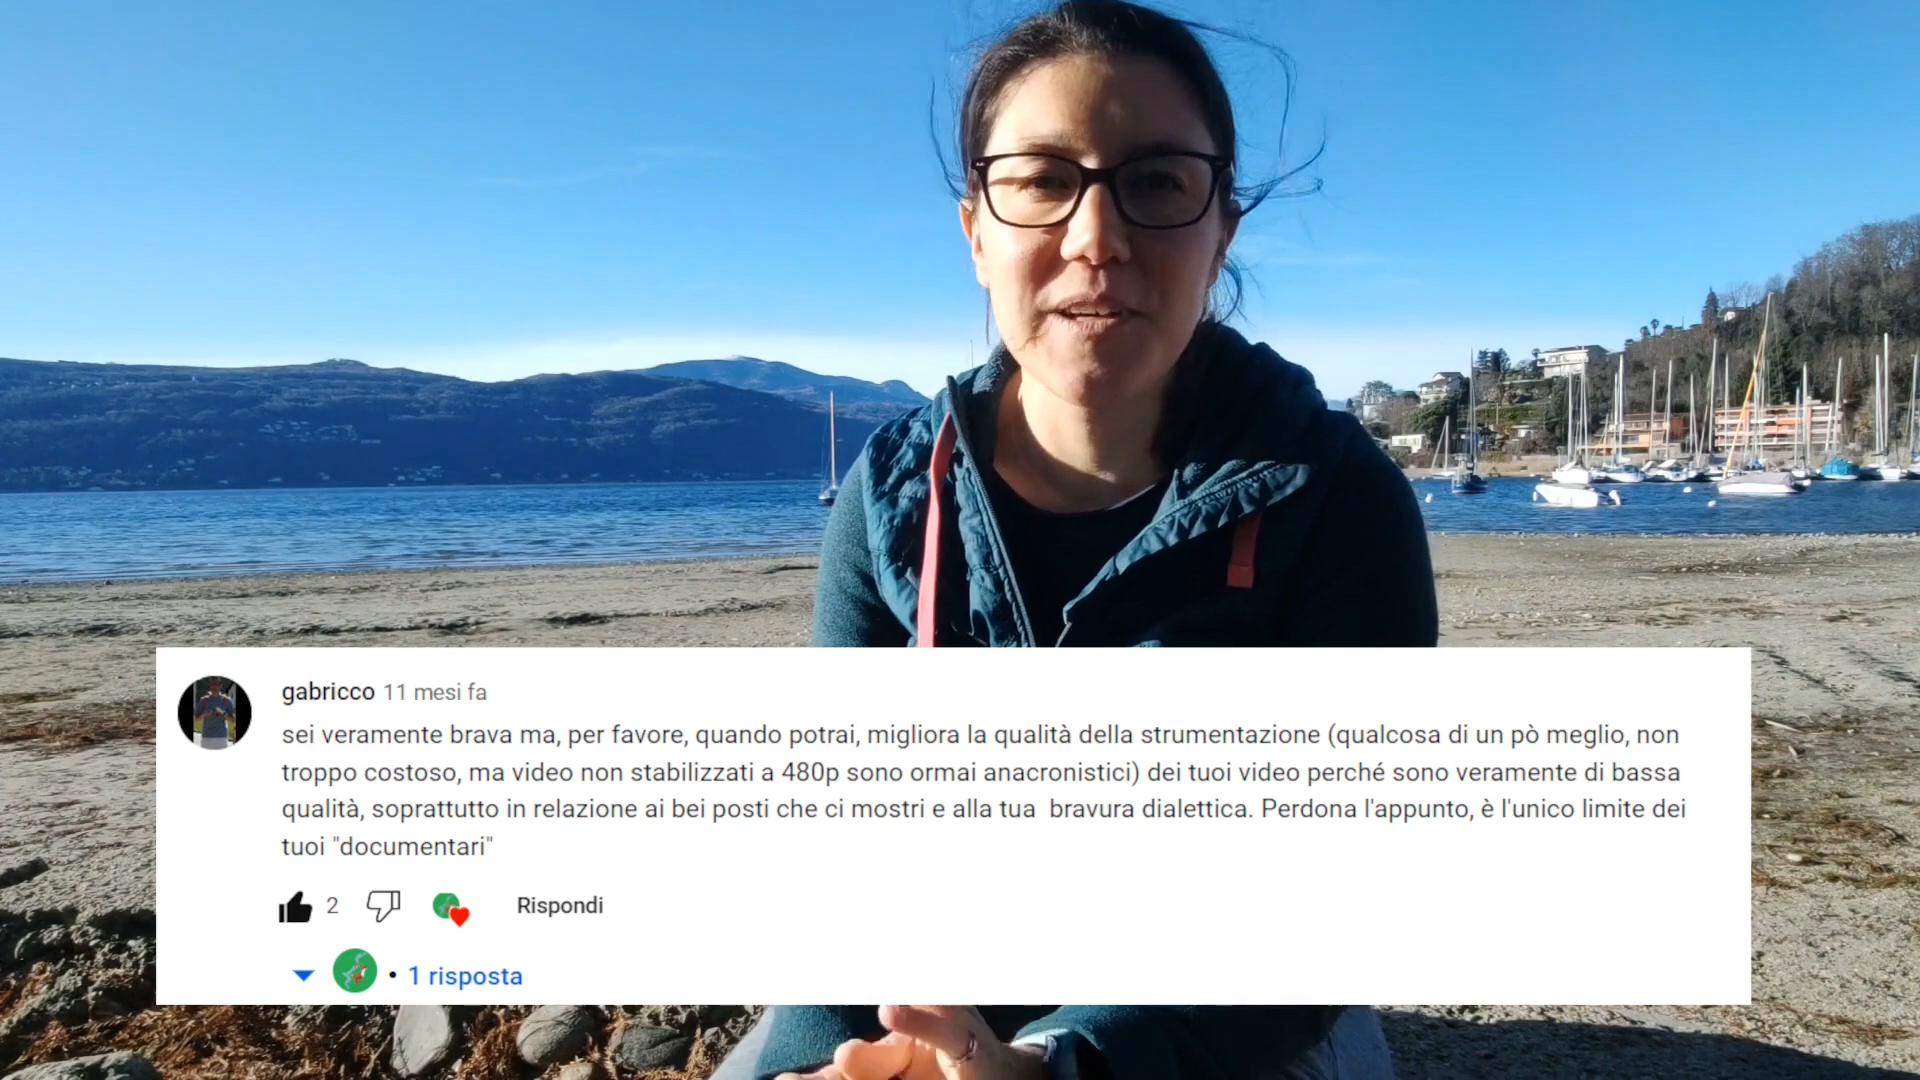 gabricco 11 mesi fa
sei veramente brava ma, per favore, quando potrai, migliora la qualità della strumentazione (qualcosa di un pò meglio, non
troppo costoso, ma video non stabilizzati a 480p sono ormai anacronistici) dei tuoi video perché sono veramente di bassa
qualità, soprattutto in relazione ai bei posti che ci mostri e alla tua  bravura dialettica. Perdona l'appunto, è l'unico limite dei
tuoi "documentari"
2 Rispondi
• 1 risposta